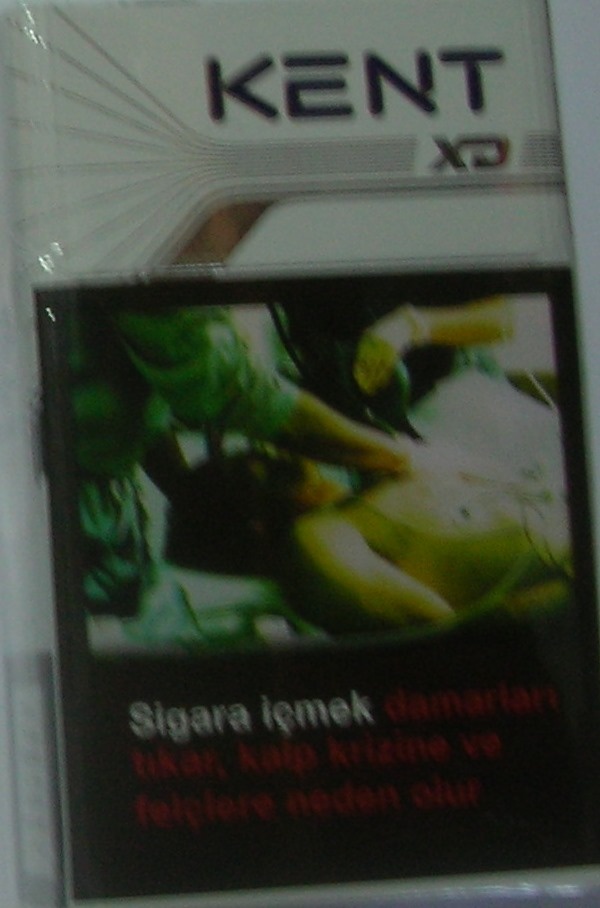 KENT
XD
Sigara içmek damarları
tıkar, kalp krizine ve
felçlere neden olur